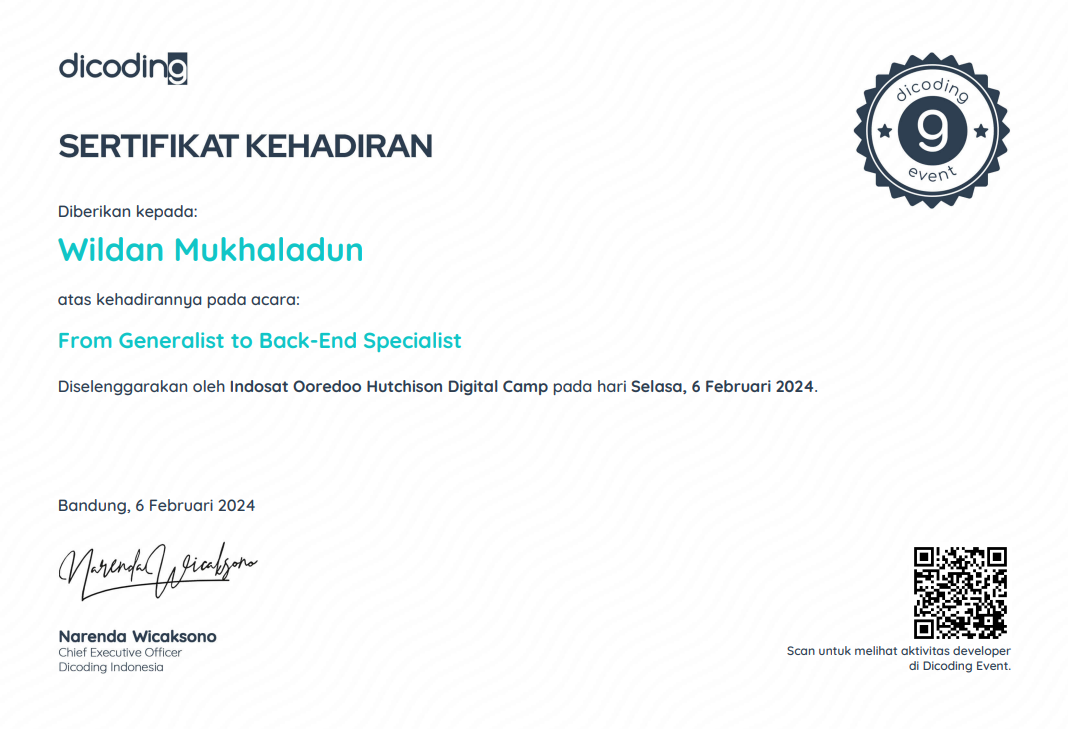 dicoding
SERTIFIKAT KEHADIRAN
dicoding
g
event
Diberikan kepada:
Wildan Mukhaladun
atas kehadirannya pada acara:
From Generalist to Back-End Specialist
Diselenggarakan oleh Indosat Ooredoo Hutchison Digital Camp pada hari Selasa, 6 Februari 2024.
Bandung, 6 Februari 2024
Narenda Wicaksono
Narenda Wicaksono
Chief Executive Officer
Dicoding Indonesia
Scan untuk melihat aktivitas developer
di Dicoding Event.